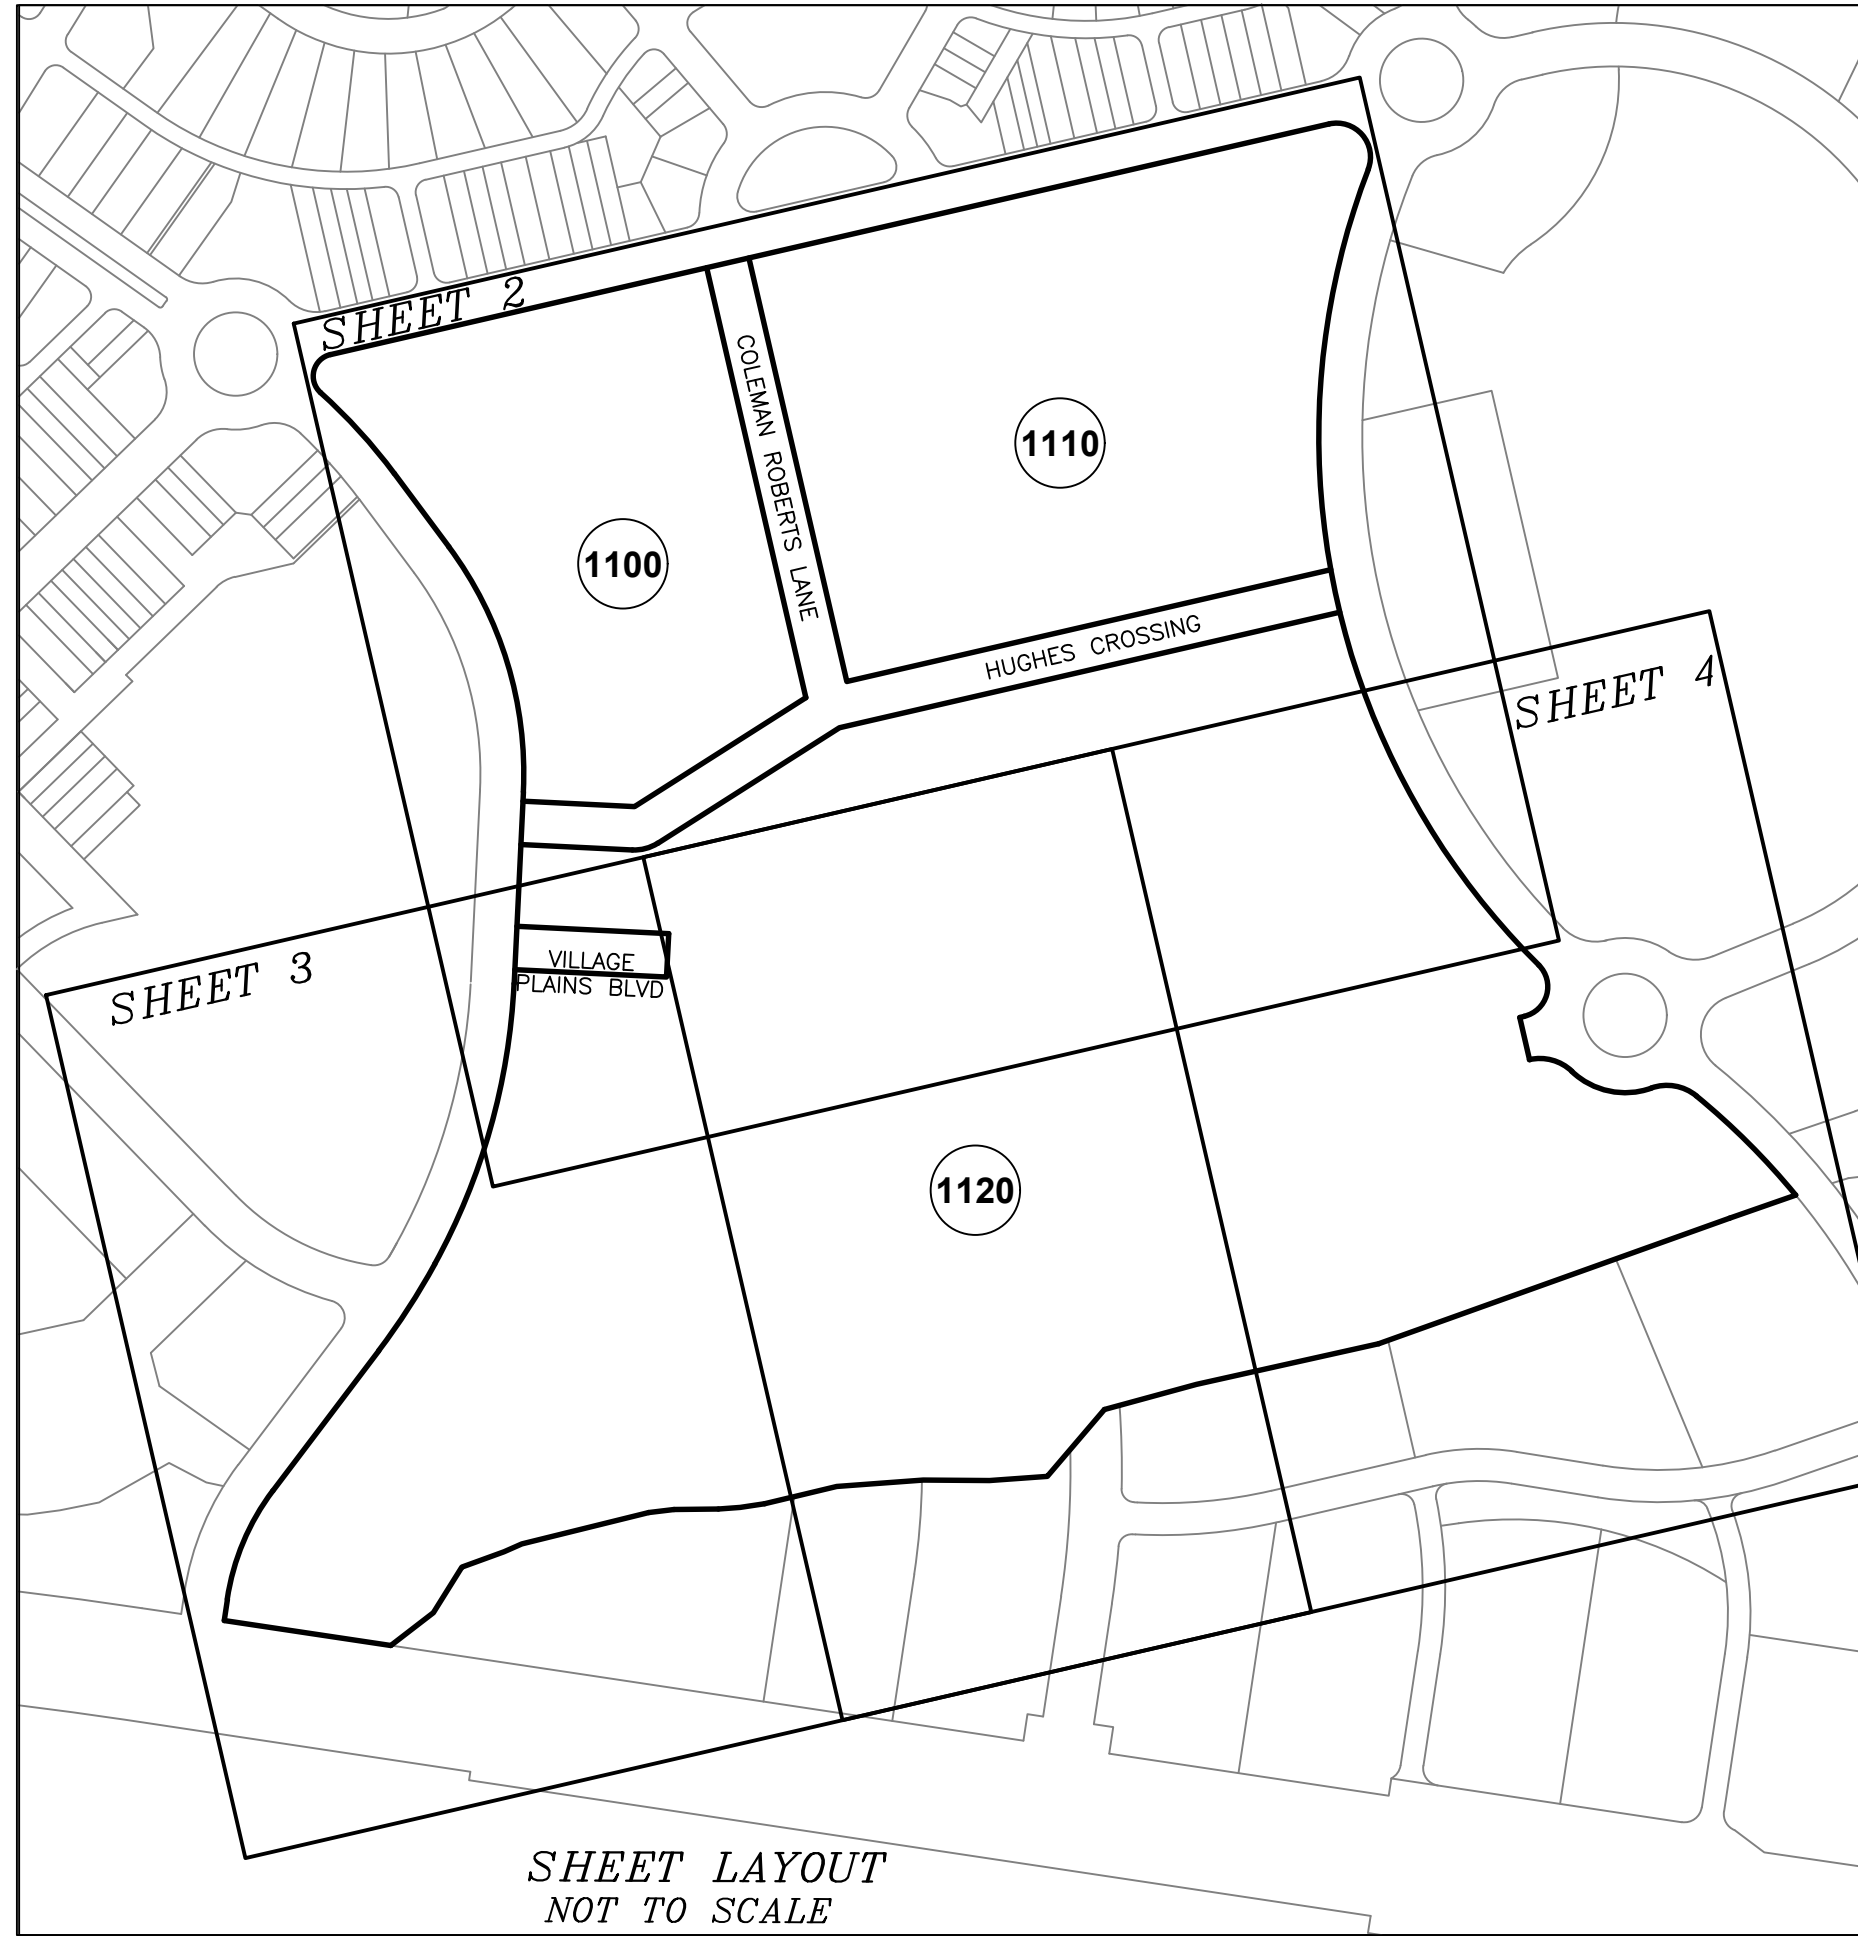 SHEET 2
COLEMAN ROBERTS LANE
1110
1100
HUGHES CROSSING
SHEET 4
VILLAGE
PLAINS BLVD
SHEET 3
1120
SHEET LAYOUT
NOT TO SCALE